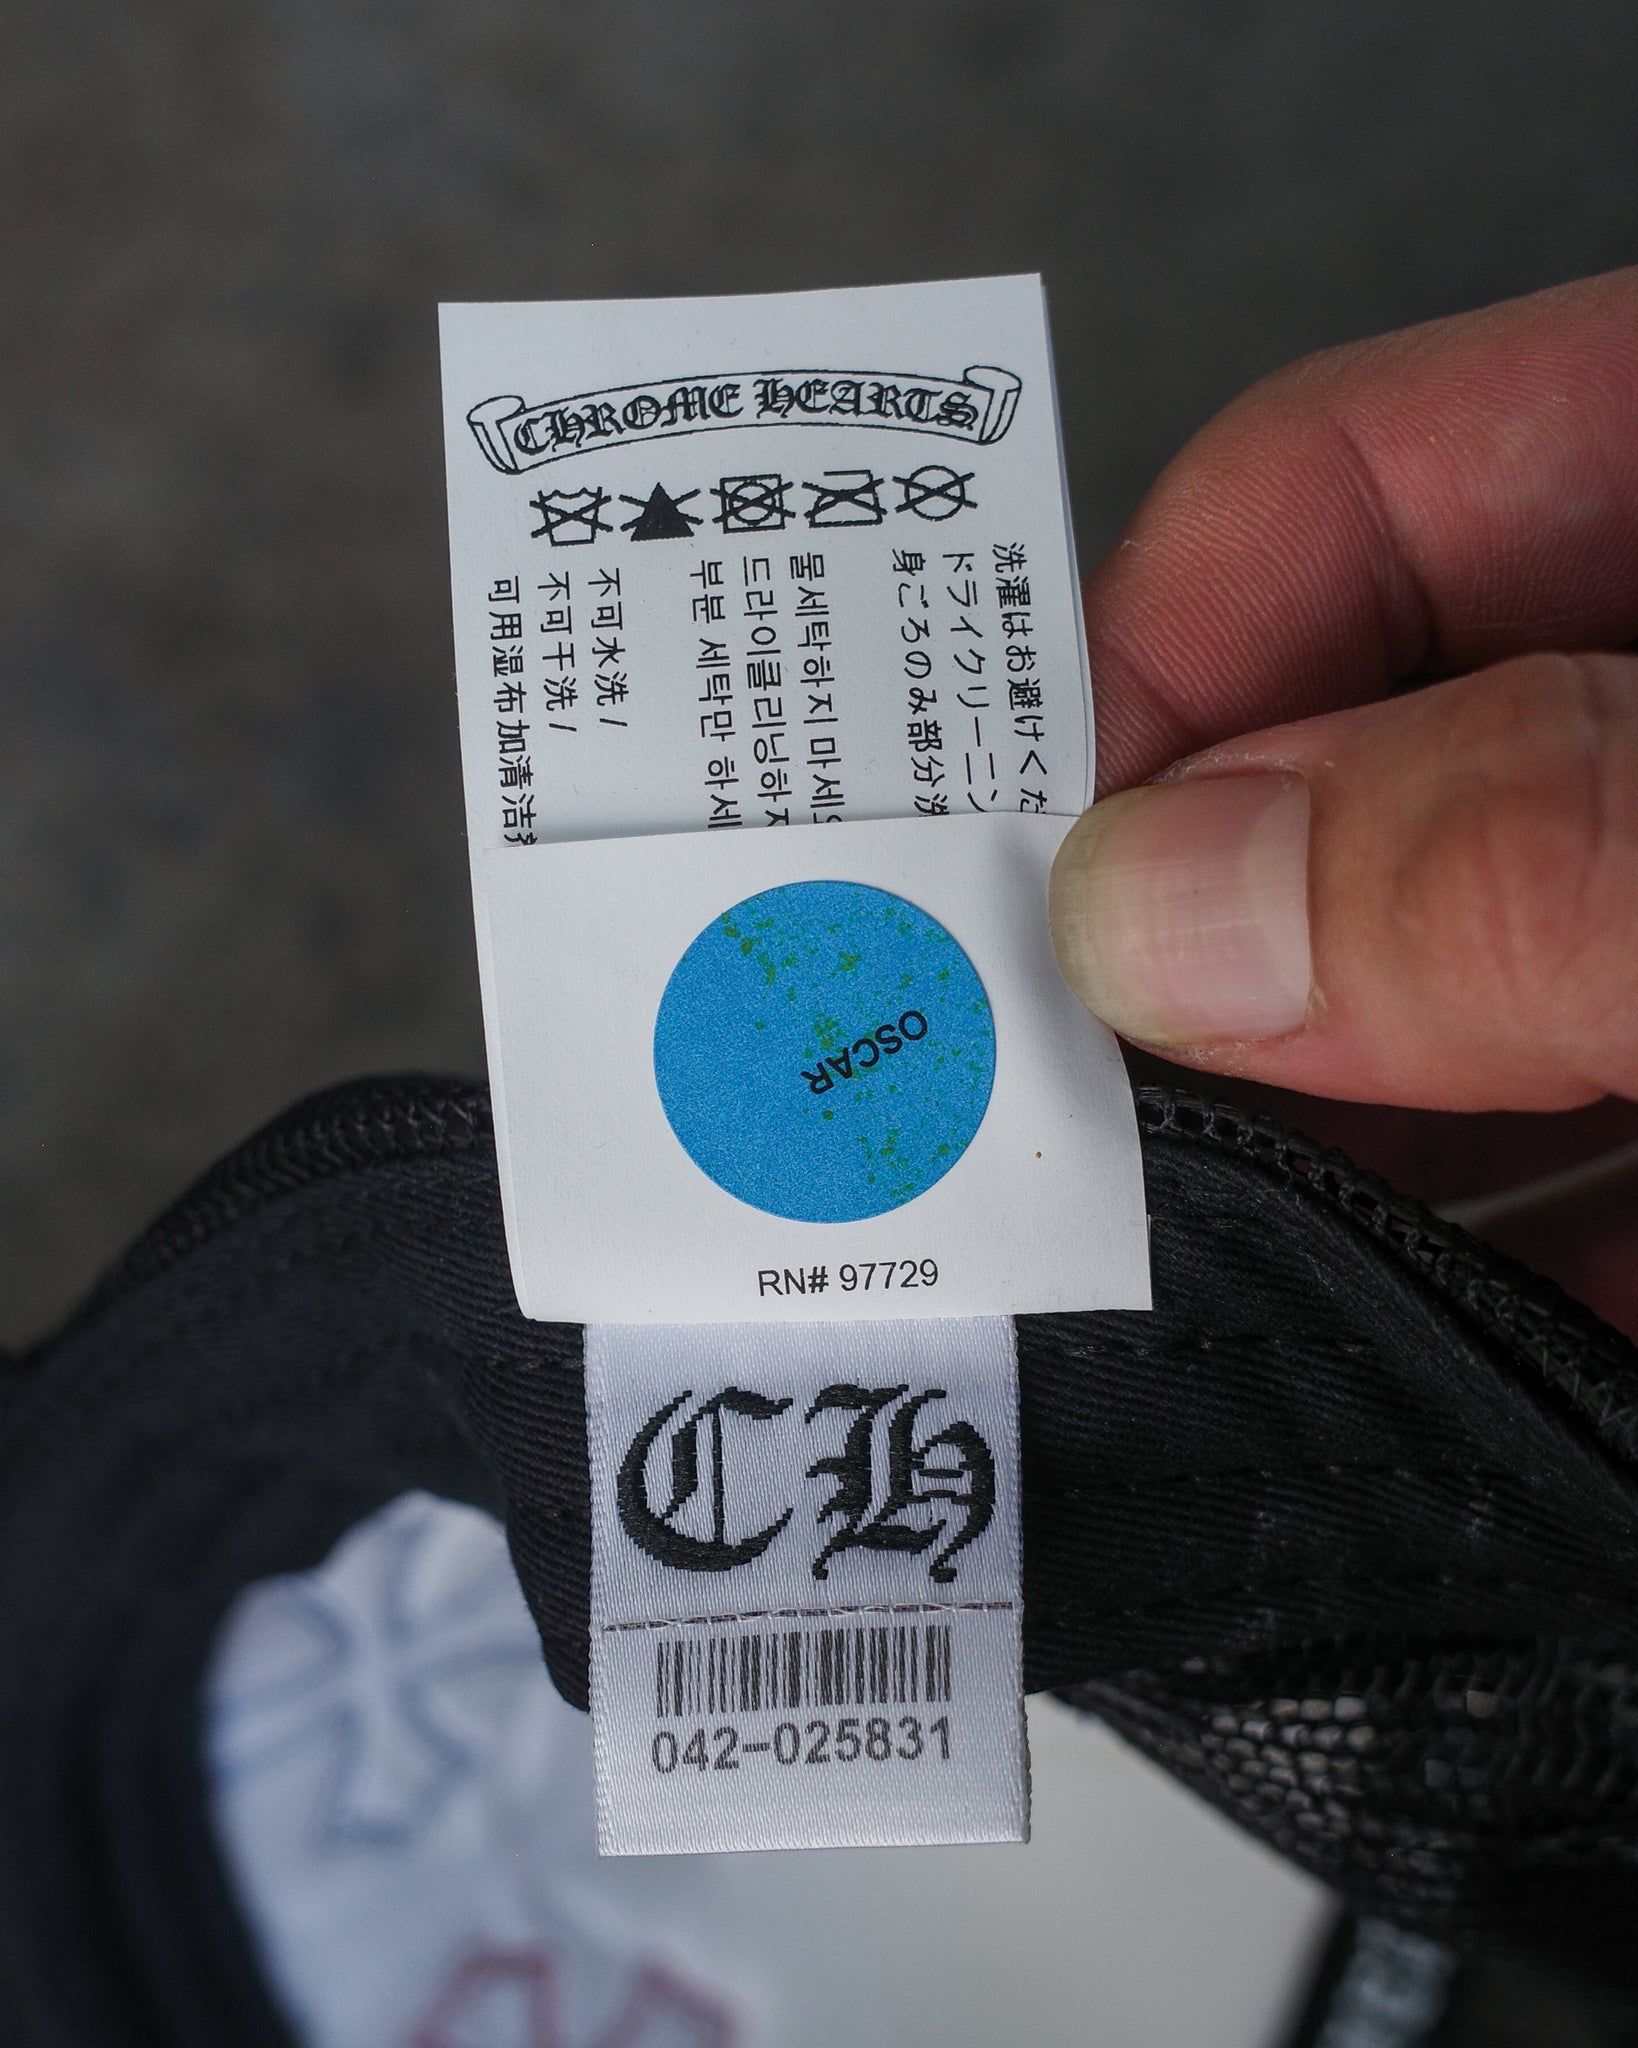 CHROME HEARTS
洗濯はお避けくだ
ドライクリーニン
身ごろのみ部分洗
물세탁하지 마세요
드라이클리닝하지
부분 세탁만 하세
不可水洗/
不可干洗/
可用湿布加清洁剂
OSCAR
RN# 97729
CH
042-025831